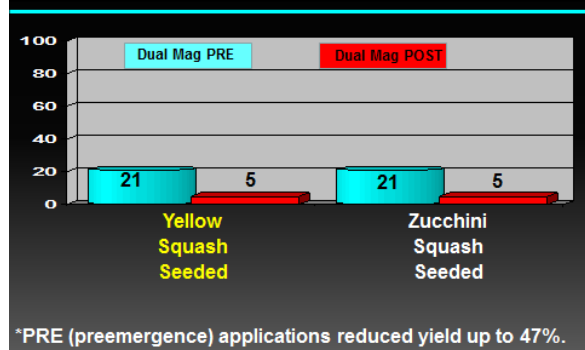 100
Dual Mag PRE
Dual Mag POST
80
60
40
20
21
5
21
5
0
Yellow
Squash
Seeded
Zucchini
Squash
Seeded
*PRE (preemergence) applications reduced yield up to 47%.